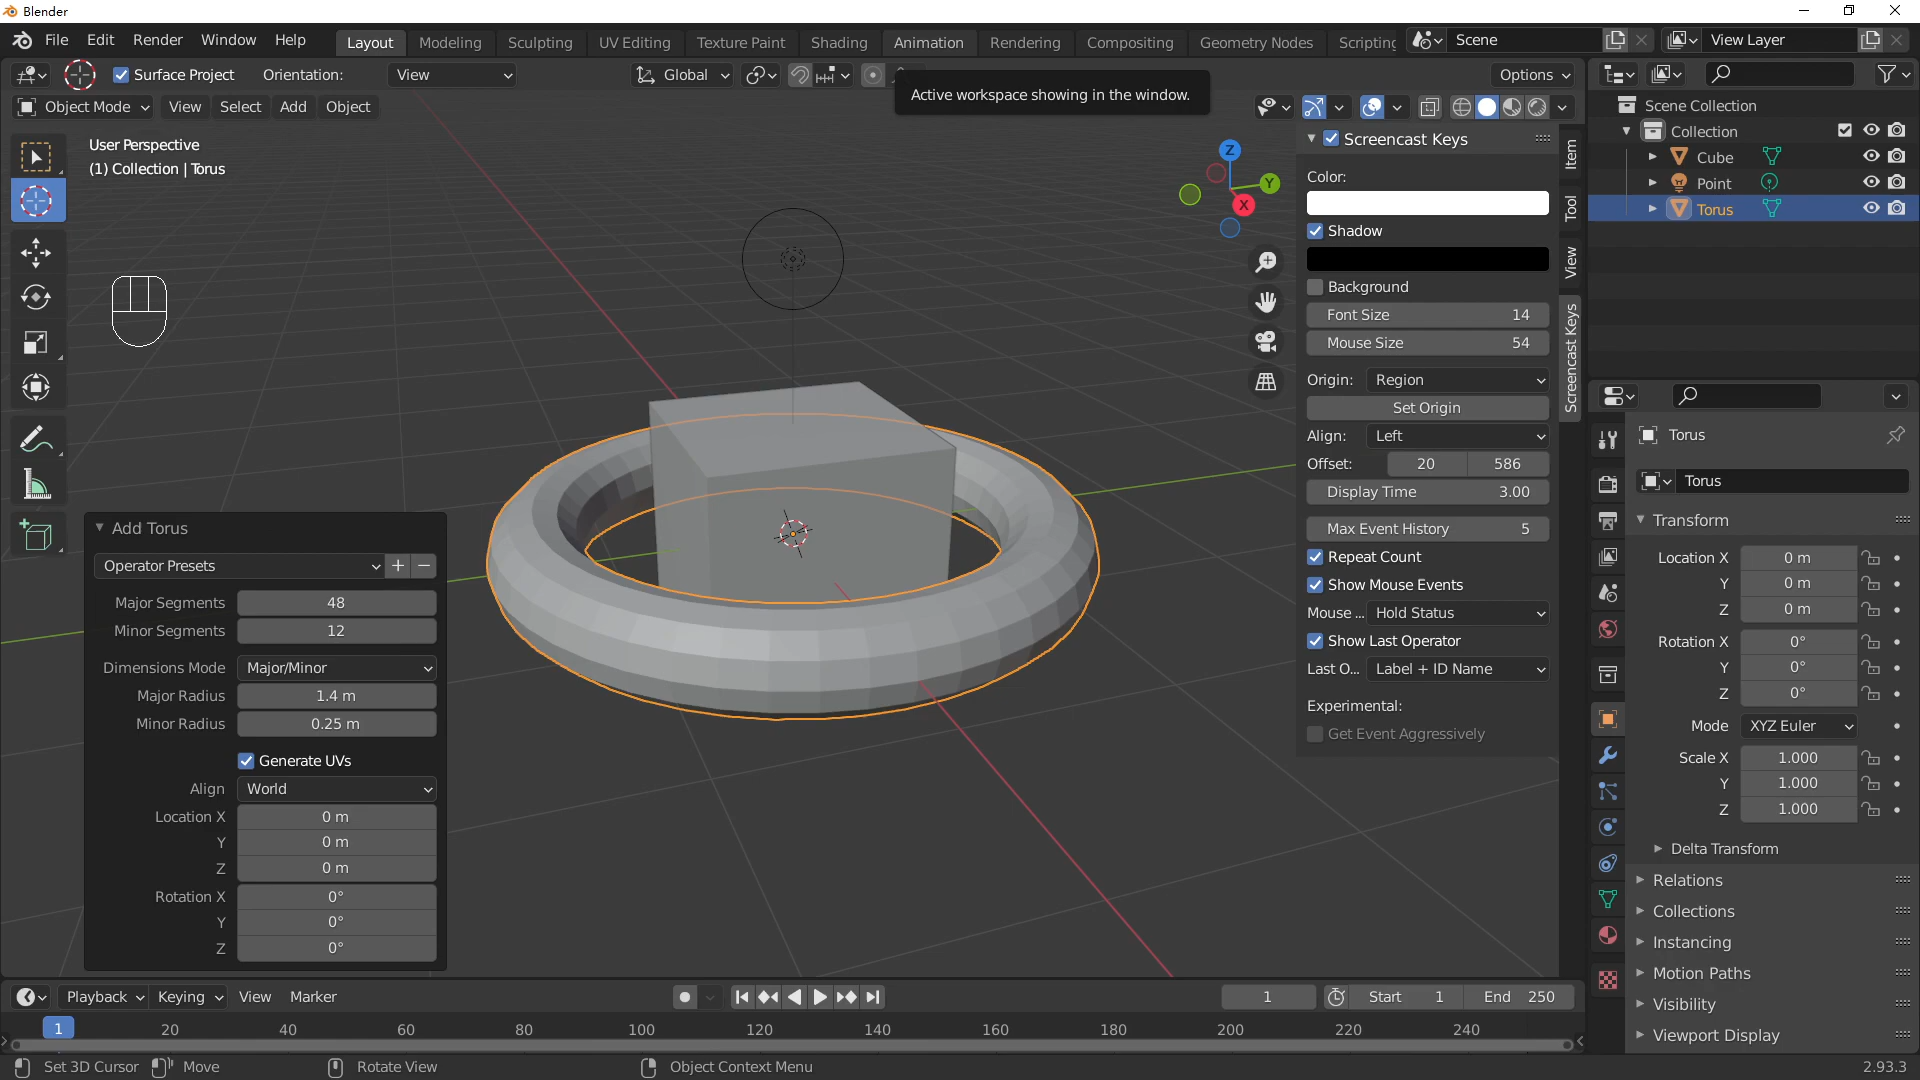 Blender
File Edit Render Window Help Layout Modeling Sculpting UV Editing Texture Paint Shading Animation Rendering Compositing Geometry Nodes Scripting Scene View Layer
Surface Project Orientation: View Global Options
Active workspace showing in the window.
Object Mode View Select Add Object
User Perspective
(1) Collection | Torus
Z
Y
X
Add Torus
Operator Presets
Major Segments 48
Minor Segments 12
Dimensions Mode Major/Minor
Major Radius 1.4 m
Minor Radius 0.25 m
Generate UVs
Align World
Location X 0 m
Y 0 m
Z 0 m
Rotation X 0°
Y 0°
Z 0°
Screencast Keys
Color:
Shadow
Background
Font Size 14
Mouse Size 54
Origin: Region
Set Origin
Align: Left
Offset: 20 586
Display Time 3.00
Max Event History 5
Repeat Count
Show Mouse Events
Mouse ... Hold Status
Show Last Operator
Last O... Label + ID Name
Experimental:
Get Event Aggressively
Item
Tool
View
Screencast Keys
Scene Collection
Collection
Cube
Point
Torus
Torus
Torus
Transform
Location X 0 m
Y 0 m
Z 0 m
Rotation X 0°
Y 0°
Z 0°
Mode XYZ Euler
Scale X 1.000
Y 1.000
Z 1.000
Delta Transform
Relations
Collections
Instancing
Motion Paths
Visibility
Viewport Display
Playback Keying View Marker 1 Start 1 End 250
1 20 40 60 80 100 120 140 160 180 200 220 240
Set 3D Cursor Move Rotate View Object Context Menu 2.93.3